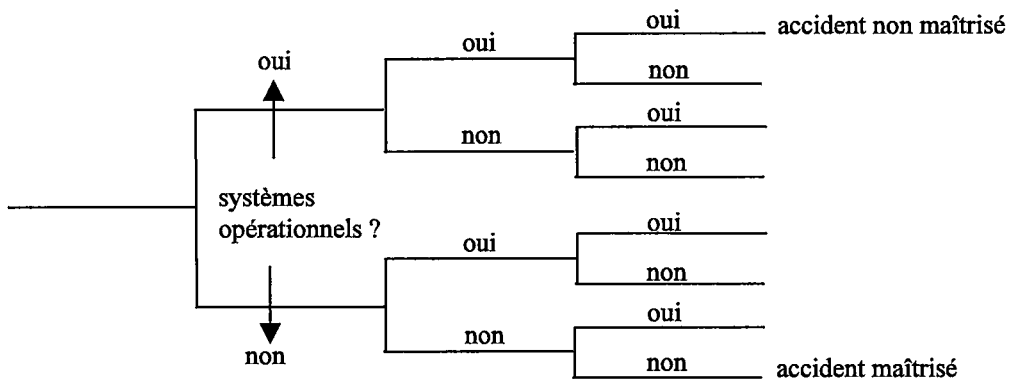 oui
accident non maîtrisé
oui
non
oui
oui
non
non
systèmes
opérationnels ?
oui
oui
non
oui
non
non
non
accident maîtrisé